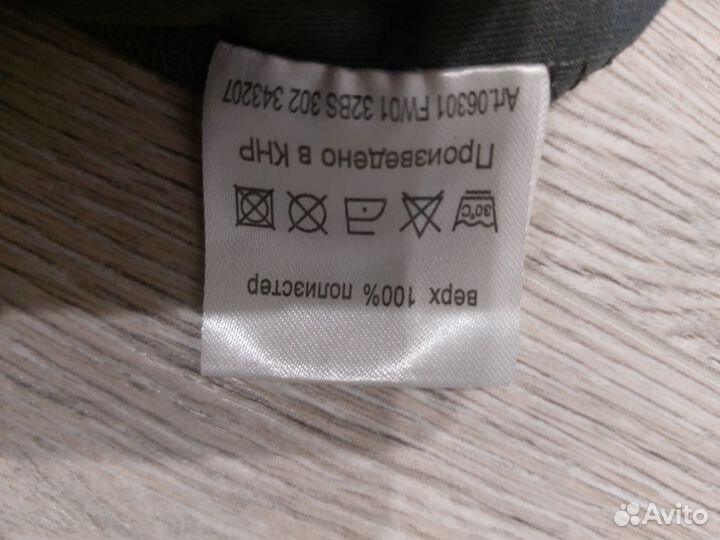 верх 100% полиэстер
30°C
Произведено в КНР
Art.06301 FW01 32BS 302 343207
Avito